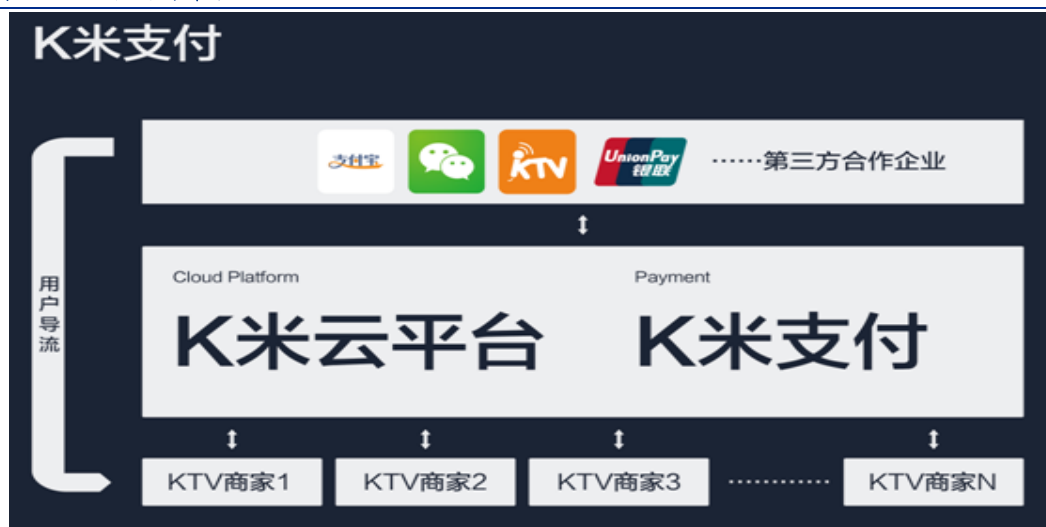 K米支付
支付宝
KTV
UnionPay
银联
……第三方合作企业
用户导流
Cloud Platform
Payment
K米云平台
K米支付
KTV商家1
KTV商家2
KTV商家3
…………
KTV商家N